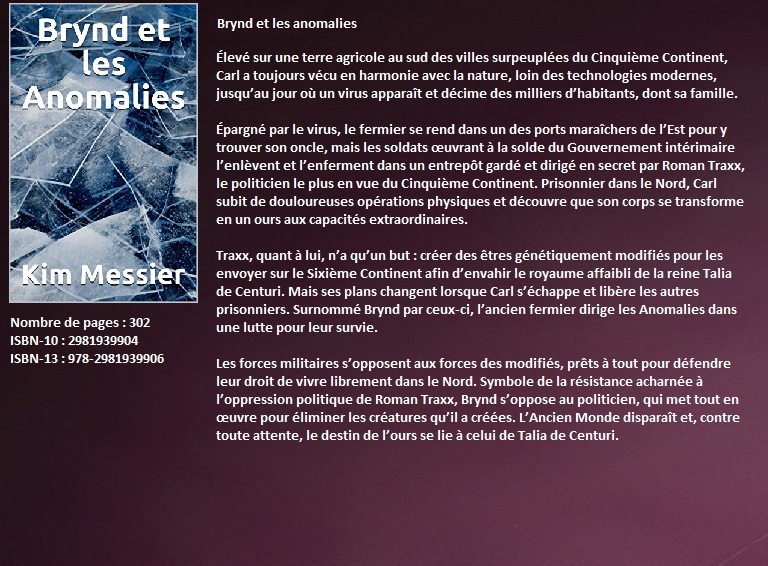 Brynd et
les
Anomalies
Kim Messier
Nombre de pages : 302
ISBN-10 : 2981939904
ISBN-13 : 978-2981939906
Brynd et les anomalies
Élevé sur une terre agricole au sud des villes surpeuplées du Cinquième Continent,
Carl a toujours vécu en harmonie avec la nature, loin des technologies modernes,
jusqu’au jour où un virus apparaît et décime des milliers d’habitants, dont sa famille.
Épargné par le virus, le fermier se rend dans un des ports maraîchers de l’Est pour y
trouver son oncle, mais les soldats œuvrant à la solde du Gouvernement intérimaire
l’enlèvent et l’enferment dans un entrepôt gardé et dirigé en secret par Roman Traxx,
le politicien le plus en vue du Cinquième Continent. Prisonnier dans le Nord, Carl
subit de douloureuses opérations physiques et découvre que son corps se transforme
en un ours aux capacités extraordinaires.
Traxx, quant à lui, n’a qu’un but : créer des êtres génétiquement modifiés pour les
envoyer sur le Sixième Continent afin d’envahir le royaume affaibli de la reine Talia
de Centuri. Mais ses plans changent lorsque Carl s’échappe et libère les autres
prisonniers. Surnommé Brynd par ceux-ci, l’ancien fermier dirige les Anomalies dans
une lutte pour leur survie.
Les forces militaires s’opposent aux forces des modifiés, prêts à tout pour défendre
leur droit de vivre librement dans le Nord. Symbole de la résistance acharnée à
l’oppression politique de Roman Traxx, Brynd s’oppose au politicien, qui met tout en
œuvre pour éliminer les créatures qu’il a créées. L’Ancien Monde disparaît et, contre
toute attente, le destin de l’ours se lie à celui de Talia de Centuri.